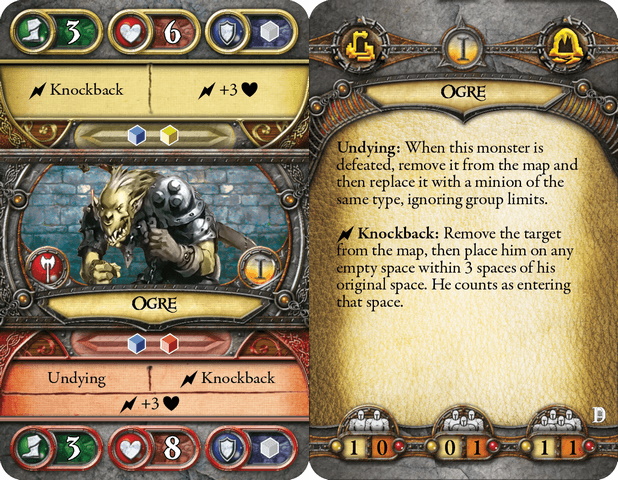 3 6
Knockback
+3
I
OGRE
Undying
Knockback
+3
3 8
I
OGRE
Undying: When this monster is
defeated, remove it from the map and
then replace it with a minion of the
same type, ignoring group limits.
Knockback: Remove the target
from the map, then place him on any
empty space within 3 spaces of his
original space. He counts as entering
that space.
1 0 0 1 1 1